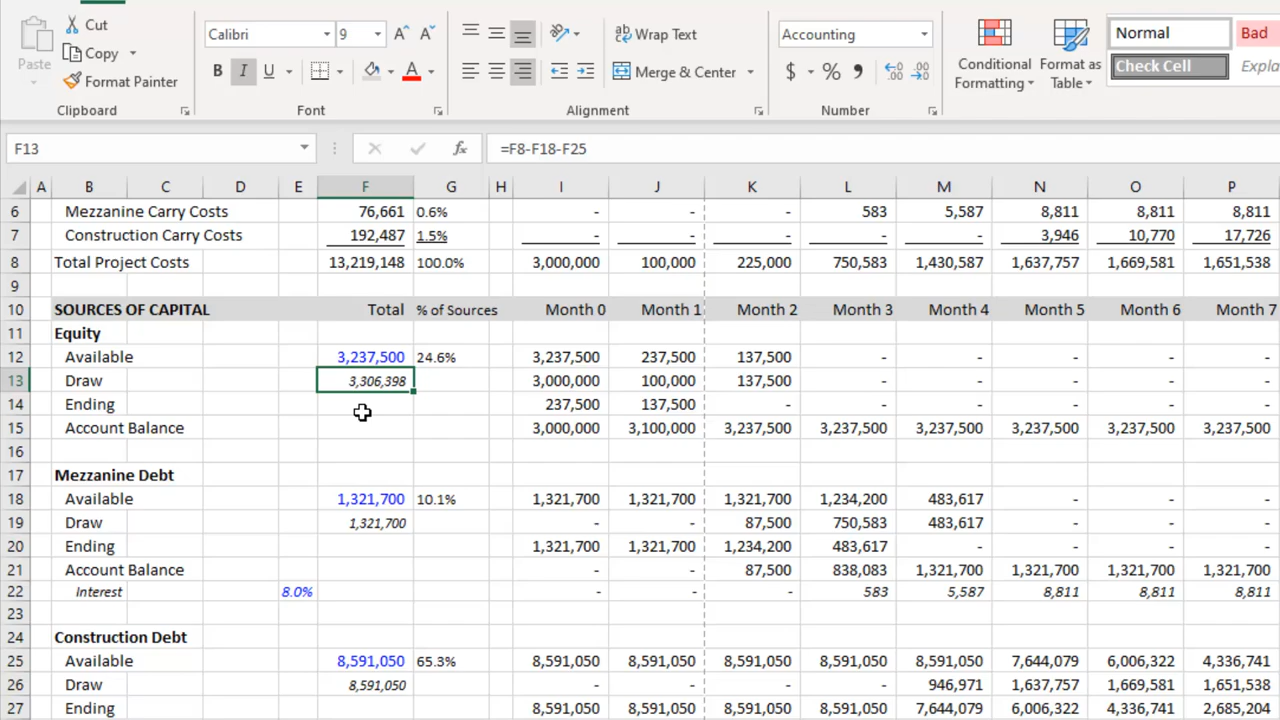 Cut
Copy
Paste
Format Painter
Clipboard
Calibri 9 A A
B I U A
Font
ab Wrap Text
Merge & Center
Alignment
Accounting
$ % 9 .00
Number
Conditional Formatting
Format as Table
Normal Bad
Check Cell Expla
F13 fx =F8-F18-F25
A B C D E F G H I J K L M N O P
6 Mezzanine Carry Costs 76,661 0.6% - - - 583 5,587 8,811 8,811 8,811
7 Construction Carry Costs 192,487 1.5% - - - - - 3,946 10,770 17,726
8 Total Project Costs 13,219,148 100.0% 3,000,000 100,000 225,000 750,583 1,430,587 1,637,757 1,669,581 1,651,538
9
10 SOURCES OF CAPITAL Total % of Sources Month 0 Month 1 Month 2 Month 3 Month 4 Month 5 Month 6 Month 7
11 Equity
12 Available 3,237,500 24.6% 3,237,500 237,500 137,500 - - - - -
13 Draw 3,306,398 3,000,000 100,000 137,500 - - - - -
14 Ending 237,500 137,500 - - - - - -
15 Account Balance 3,000,000 3,100,000 3,237,500 3,237,500 3,237,500 3,237,500 3,237,500 3,237,500
16
17 Mezzanine Debt
18 Available 1,321,700 10.1% 1,321,700 1,321,700 1,321,700 1,234,200 483,617 - - -
19 Draw 1,321,700 - - 87,500 750,583 483,617 - - -
20 Ending 1,321,700 1,321,700 1,234,200 483,617 - - - -
21 Account Balance - - 87,500 838,083 1,321,700 1,321,700 1,321,700 1,321,700
22 Interest 8.0% - - - 583 5,587 8,811 8,811 8,811
23
24 Construction Debt
25 Available 8,591,050 65.3% 8,591,050 8,591,050 8,591,050 8,591,050 8,591,050 7,644,079 6,006,322 4,336,741
26 Draw 8,591,050 - - - - 946,971 1,637,757 1,669,581 1,651,538
27 Ending 8,591,050 8,591,050 8,591,050 8,591,050 7,644,079 6,006,322 4,336,741 2,685,204